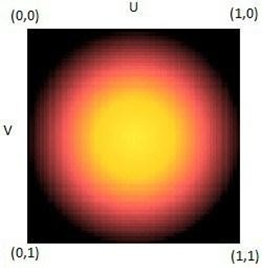 (0,0) U (1,0)
V
(0,1) (1,1)